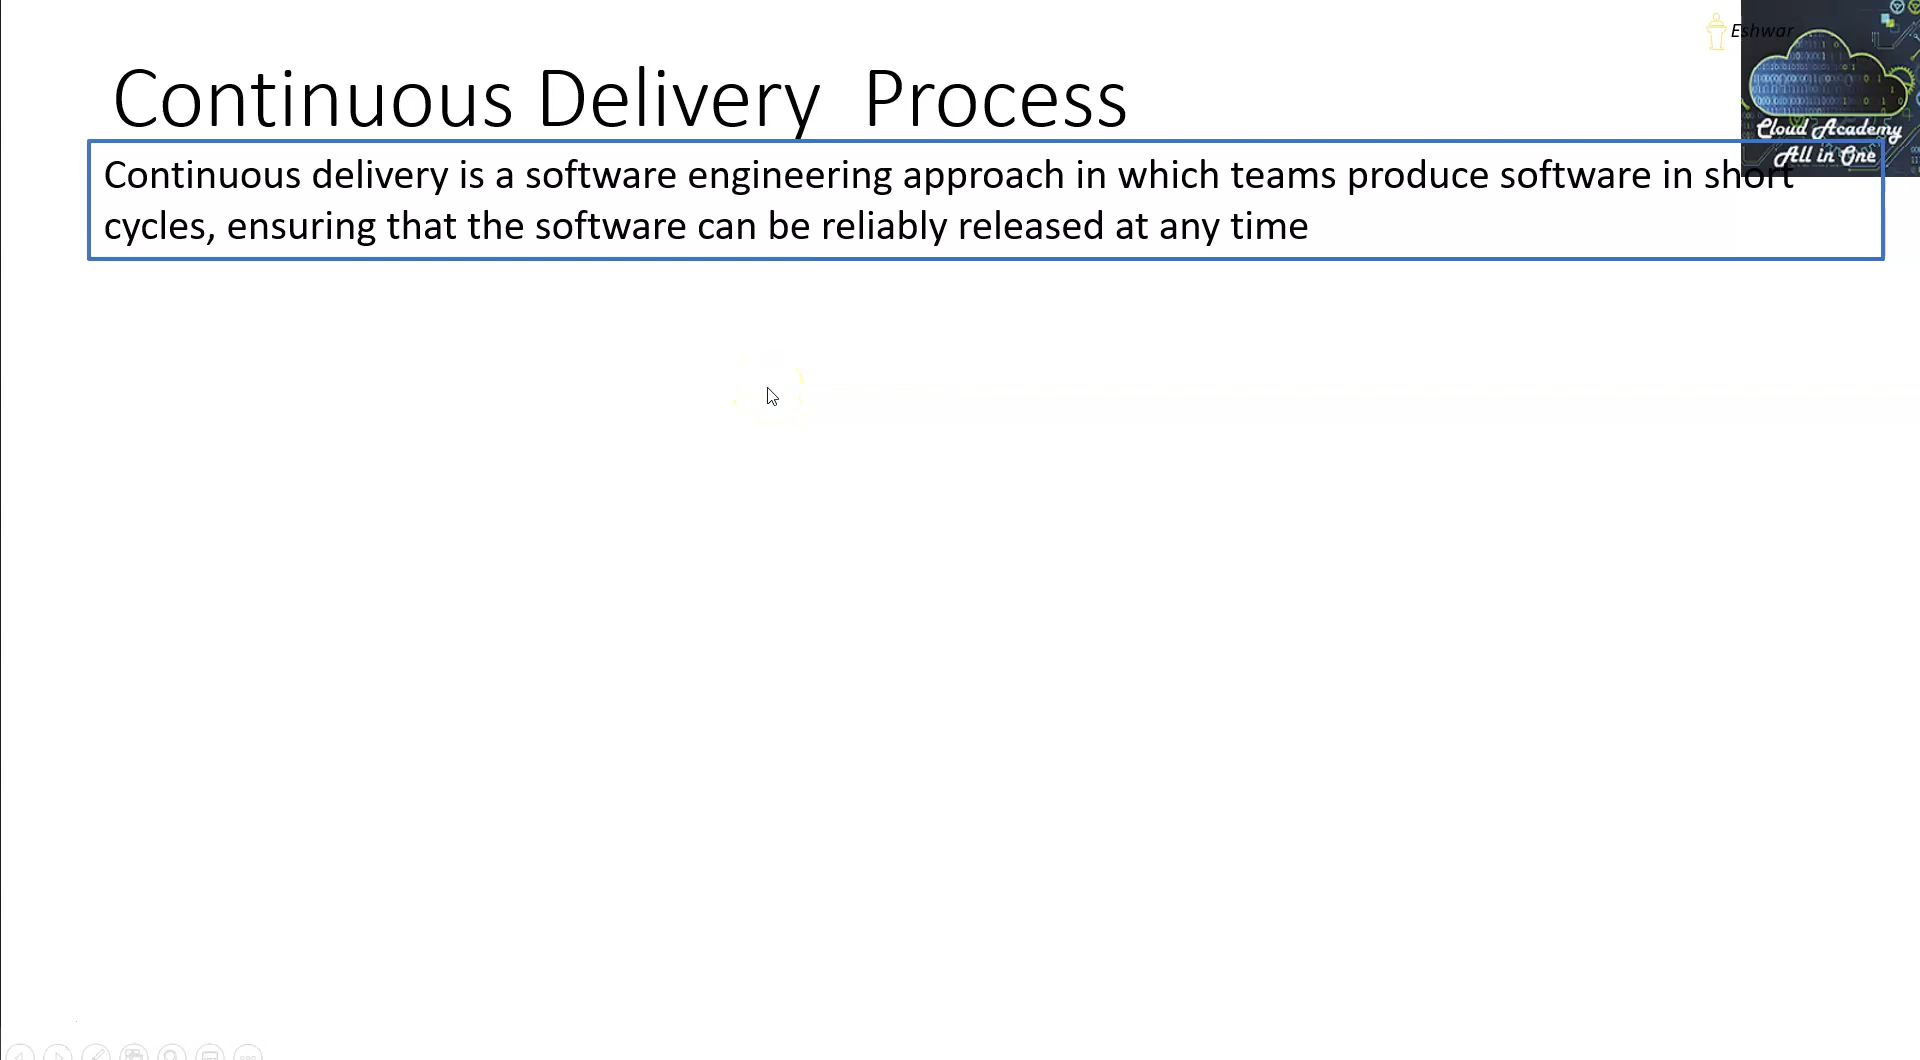 Eshwar
Continuous Delivery  Process
Cloud Academy
All in One
Continuous delivery is a software engineering approach in which teams produce software in short
cycles, ensuring that the software can be reliably released at any time